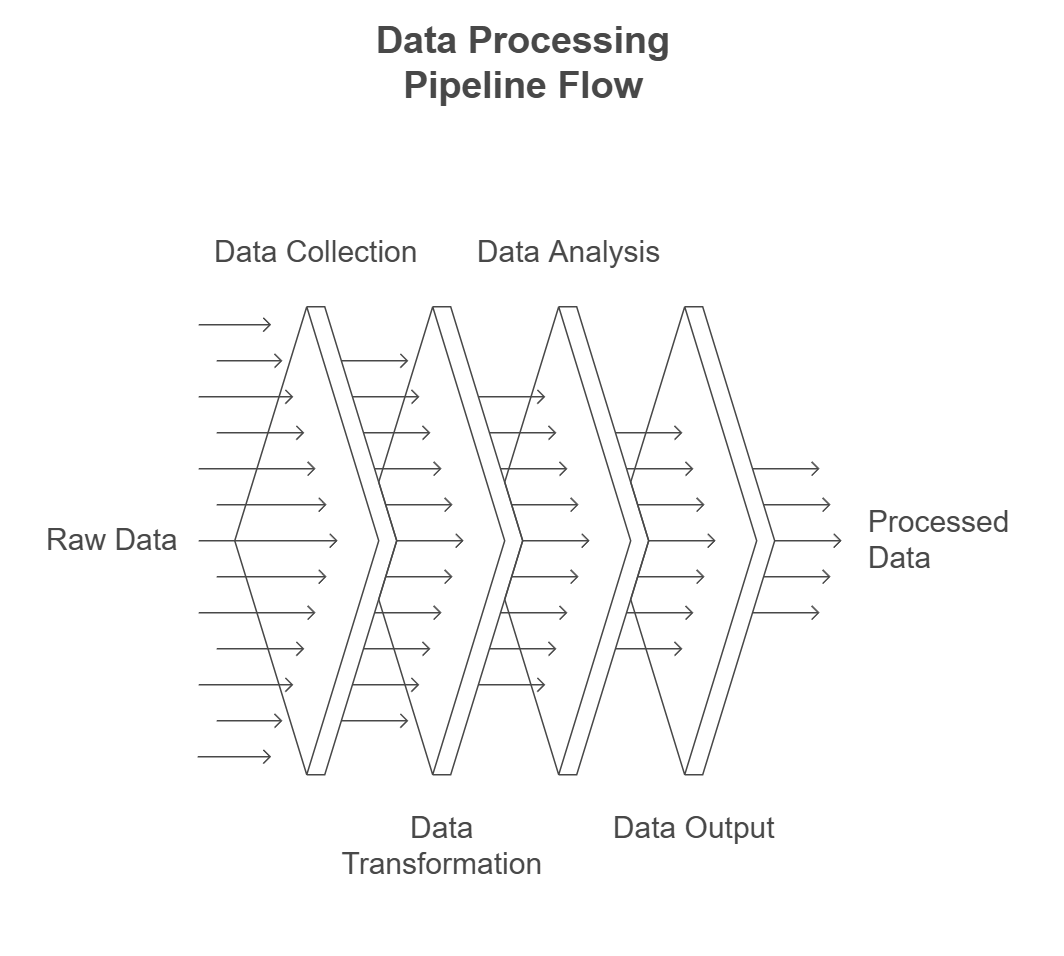 Data Processing
Pipeline Flow
Data Collection
Data Analysis
Raw Data
Processed
Data
Data
Transformation
Data Output